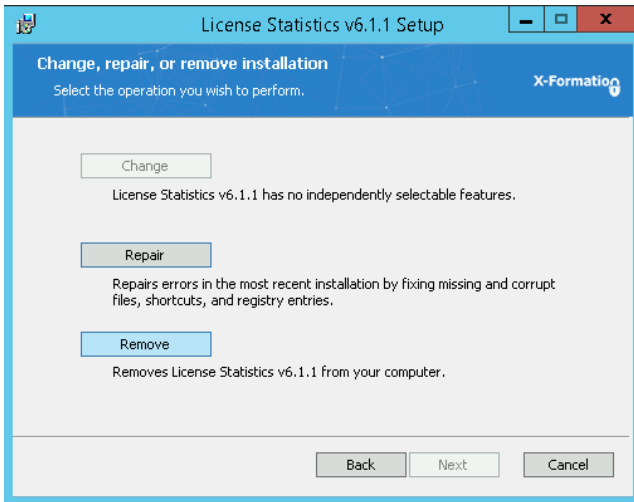 License Statistics v6.1.1 Setup
Change, repair, or remove installation
Select the operation you wish to perform.
X-Formation
Change
License Statistics v6.1.1 has no independently selectable features.
Repair
Repairs errors in the most recent installation by fixing missing and corrupt
files, shortcuts, and registry entries.
Remove
Removes License Statistics v6.1.1 from your computer.
Back
Next
Cancel